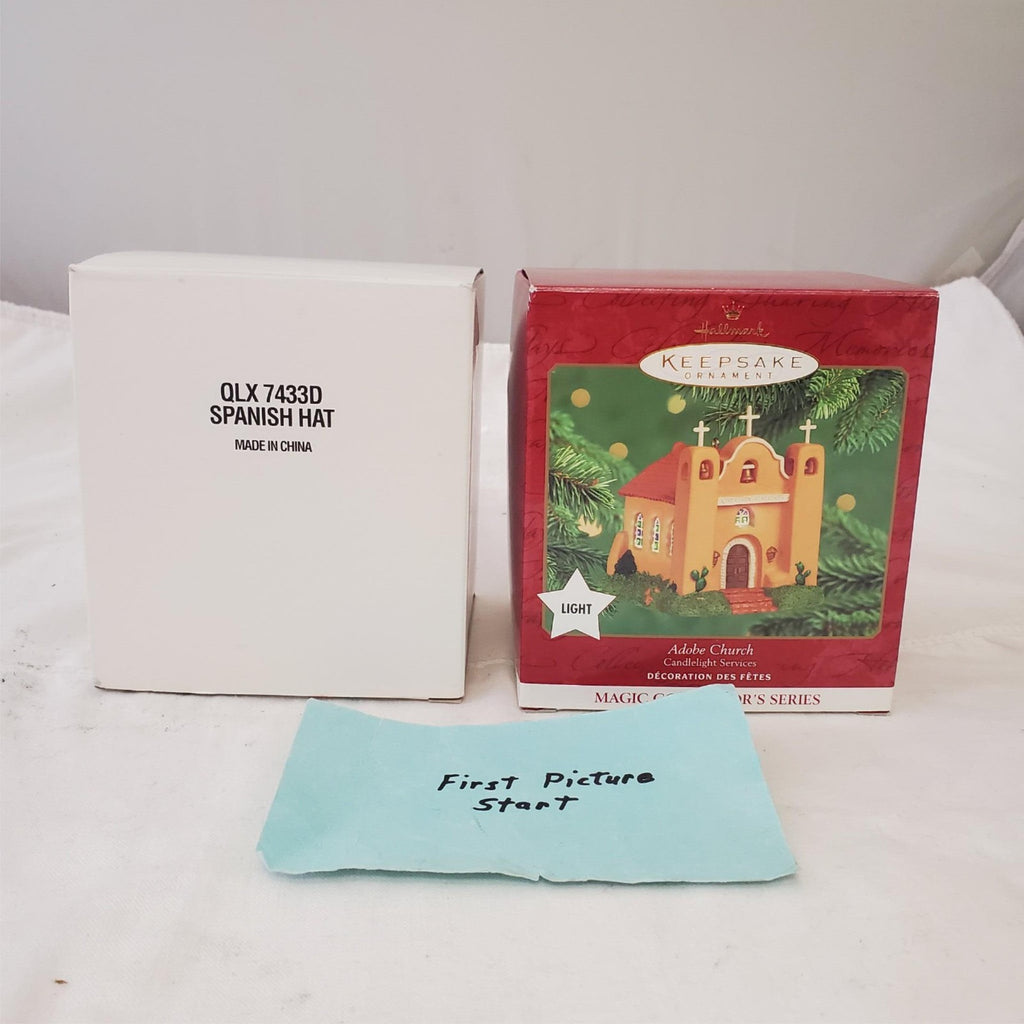 QLX 7433D
SPANISH HAT
MADE IN CHINA
Hallmark
KEEPSAKE
ORNAMENT
LIGHT
Adobe Church
Candlelight Services
DÉCORATION DES FÊTES
MAGIC OR'S SERIES
First Picture
Start